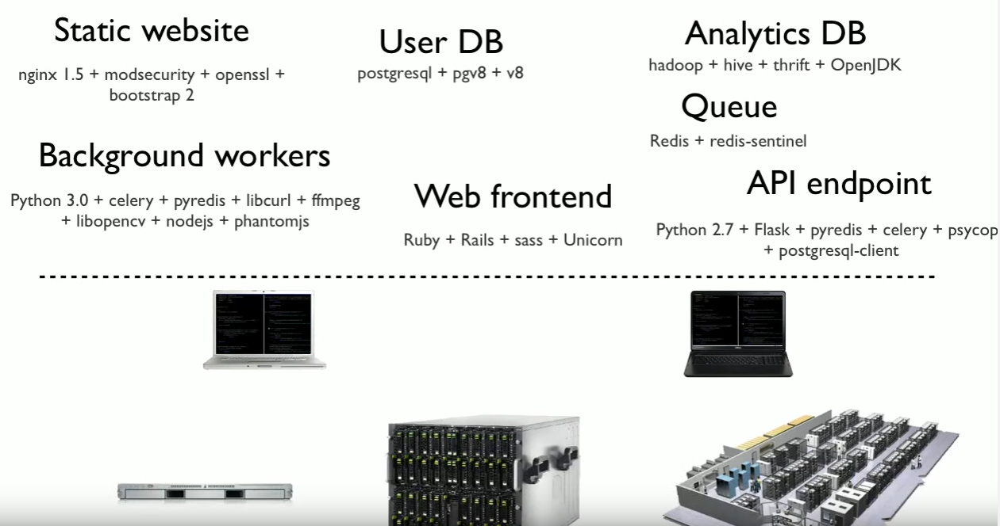 Static website
nginx 1.5 + modsecurity + openssl +
bootstrap 2
User DB
postgresql + pgv8 + v8
Analytics DB
hadoop + hive + thrift + OpenJDK
Queue
Redis + redis-sentinel
Background workers
Python 3.0 + celery + pyredis + libcurl + ffmpeg
+ libopencv + nodejs + phantomjs
Web frontend
Ruby + Rails + sass + Unicorn
API endpoint
Python 2.7 + Flask + pyredis + celery + psycop
+ postgresql-client